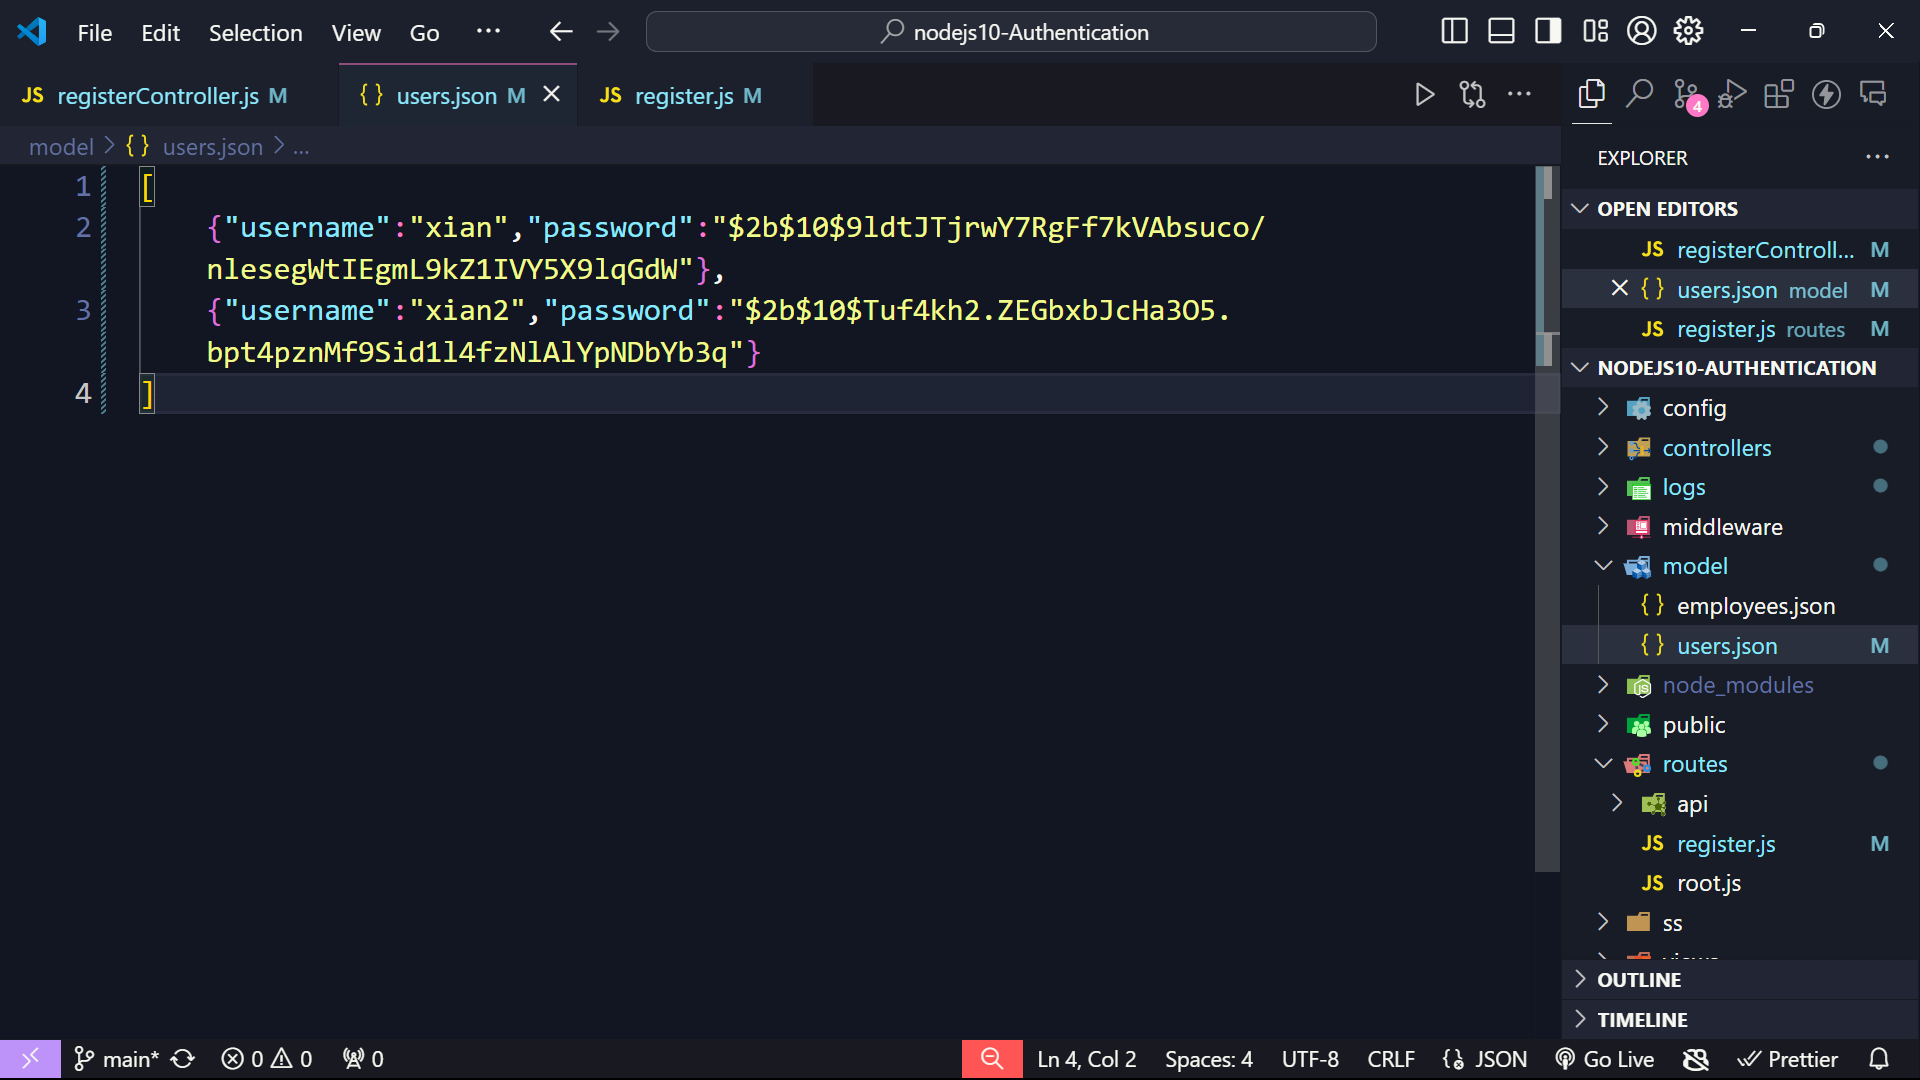 File Edit Selection View Go ··· nodejs10-Authentication
JS registerController.js M {} users.json M JS register.js M
model > {} users.json > ...
1 [
2 {"username":"xian","password":"$2b$10$9ldtJTjrwY7RgFf7kVAbsuco/
nlesegWtIEgmL9kZ1IVY5X9lqGdW"},
3 {"username":"xian2","password":"$2b$10$Tuf4kh2.ZEGbxbJcHa3O5.
bpt4pznMf9Sid1l4fzNlAlYpNDbYb3q"}
4 ]
4
EXPLORER ···
OPEN EDITORS
JS registerControll... M
{} users.json model M
JS register.js routes M
NODEJS10-AUTHENTICATION
config
controllers
logs
middleware
model
{} employees.json
{} users.json M
node_modules
public
routes
api
JS register.js M
JS root.js
ss
views
OUTLINE
TIMELINE
main* 0 0 0 Ln 4, Col 2 Spaces: 4 UTF-8 CRLF JSON Go Live Prettier